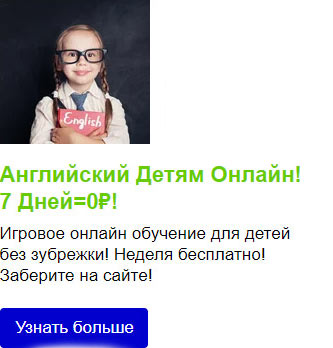 English
Английский Детям Онлайн!
7 Дней=0₽!
Игровое онлайн обучение для детей
без зубрежки! Неделя бесплатно!
Заберите на сайте!
Узнать больше